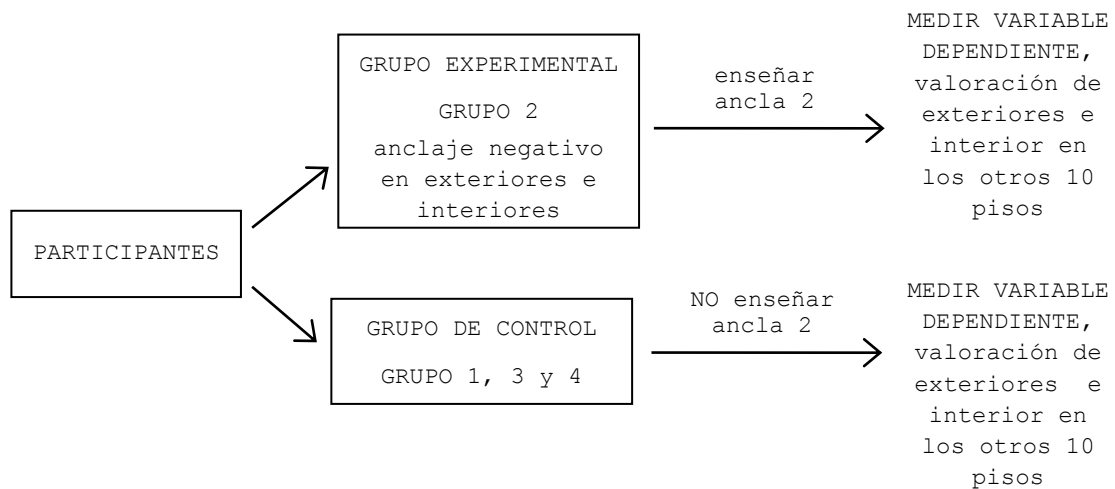 PARTICIPANTES
GRUPO EXPERIMENTAL
GRUPO 2
anclaje negativo
en exteriores e
interiores
enseñar
ancla 2
MEDIR VARIABLE
DEPENDIENTE,
valoración de
exteriores e
interior en
los otros 10
pisos
GRUPO DE CONTROL
GRUPO 1, 3 y 4
NO enseñar
ancla 2
MEDIR VARIABLE
DEPENDIENTE,
valoración de
exteriores e
interior en
los otros 10
pisos